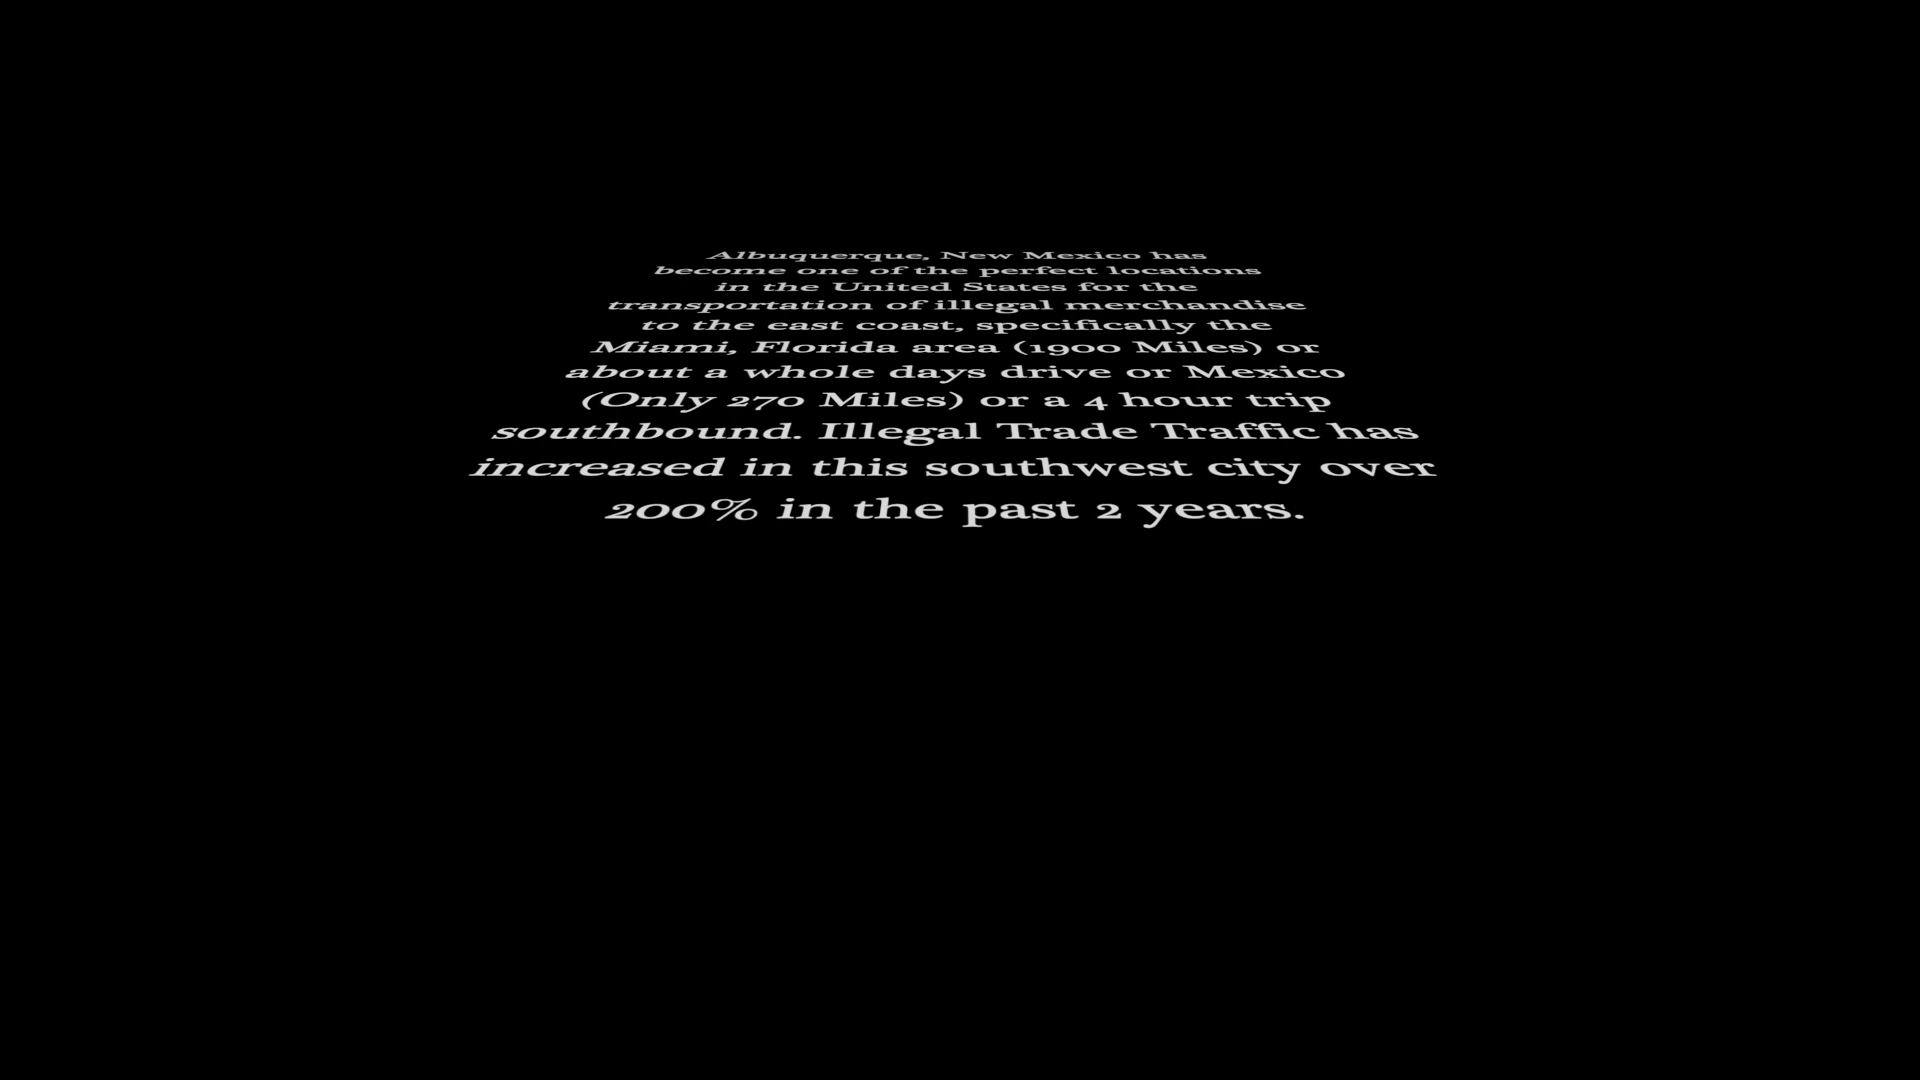 Albuquerque, New Mexico has
become one of the perfect locations
in the United States for the
transportation of illegal merchandise
to the east coast, specifically the
Miami, Florida area (1900 Miles) or
about a whole days drive or Mexico
(Only 270 Miles) or a 4 hour trip
southbound. Illegal Trade Traffic has
increased in this southwest city over
200% in the past 2 years.